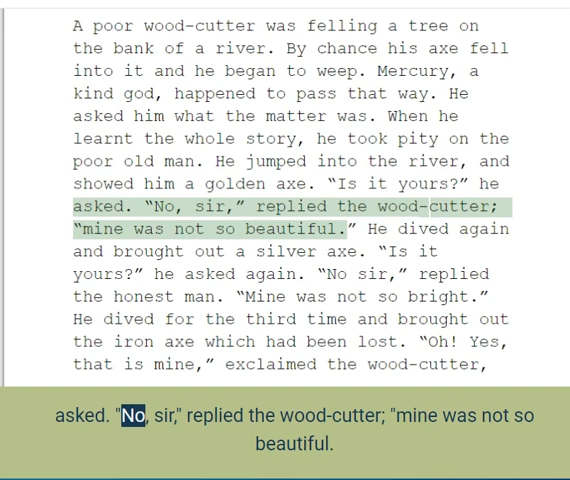 A poor wood-cutter was felling a tree on
the bank of a river. By chance his axe fell
into it and he began to weep. Mercury, a
kind god, happened to pass that way. He
asked him what the matter was. When he
learnt the whole story, he took pity on the
poor old man. He jumped into the river, and
showed him a golden axe. “Is it yours?” he
asked. “No, sir,” replied the wood-cutter;
“mine was not so beautiful.” He dived again
and brought out a silver axe. “Is it
yours?” he asked again. “No sir,” replied
the honest man. “Mine was not so bright.”
He dived for the third time and brought out
the iron axe which had been lost. “Oh! Yes,
that is mine,” exclaimed the wood-cutter,
asked. "No, sir," replied the wood-cutter; "mine was not so
beautiful.